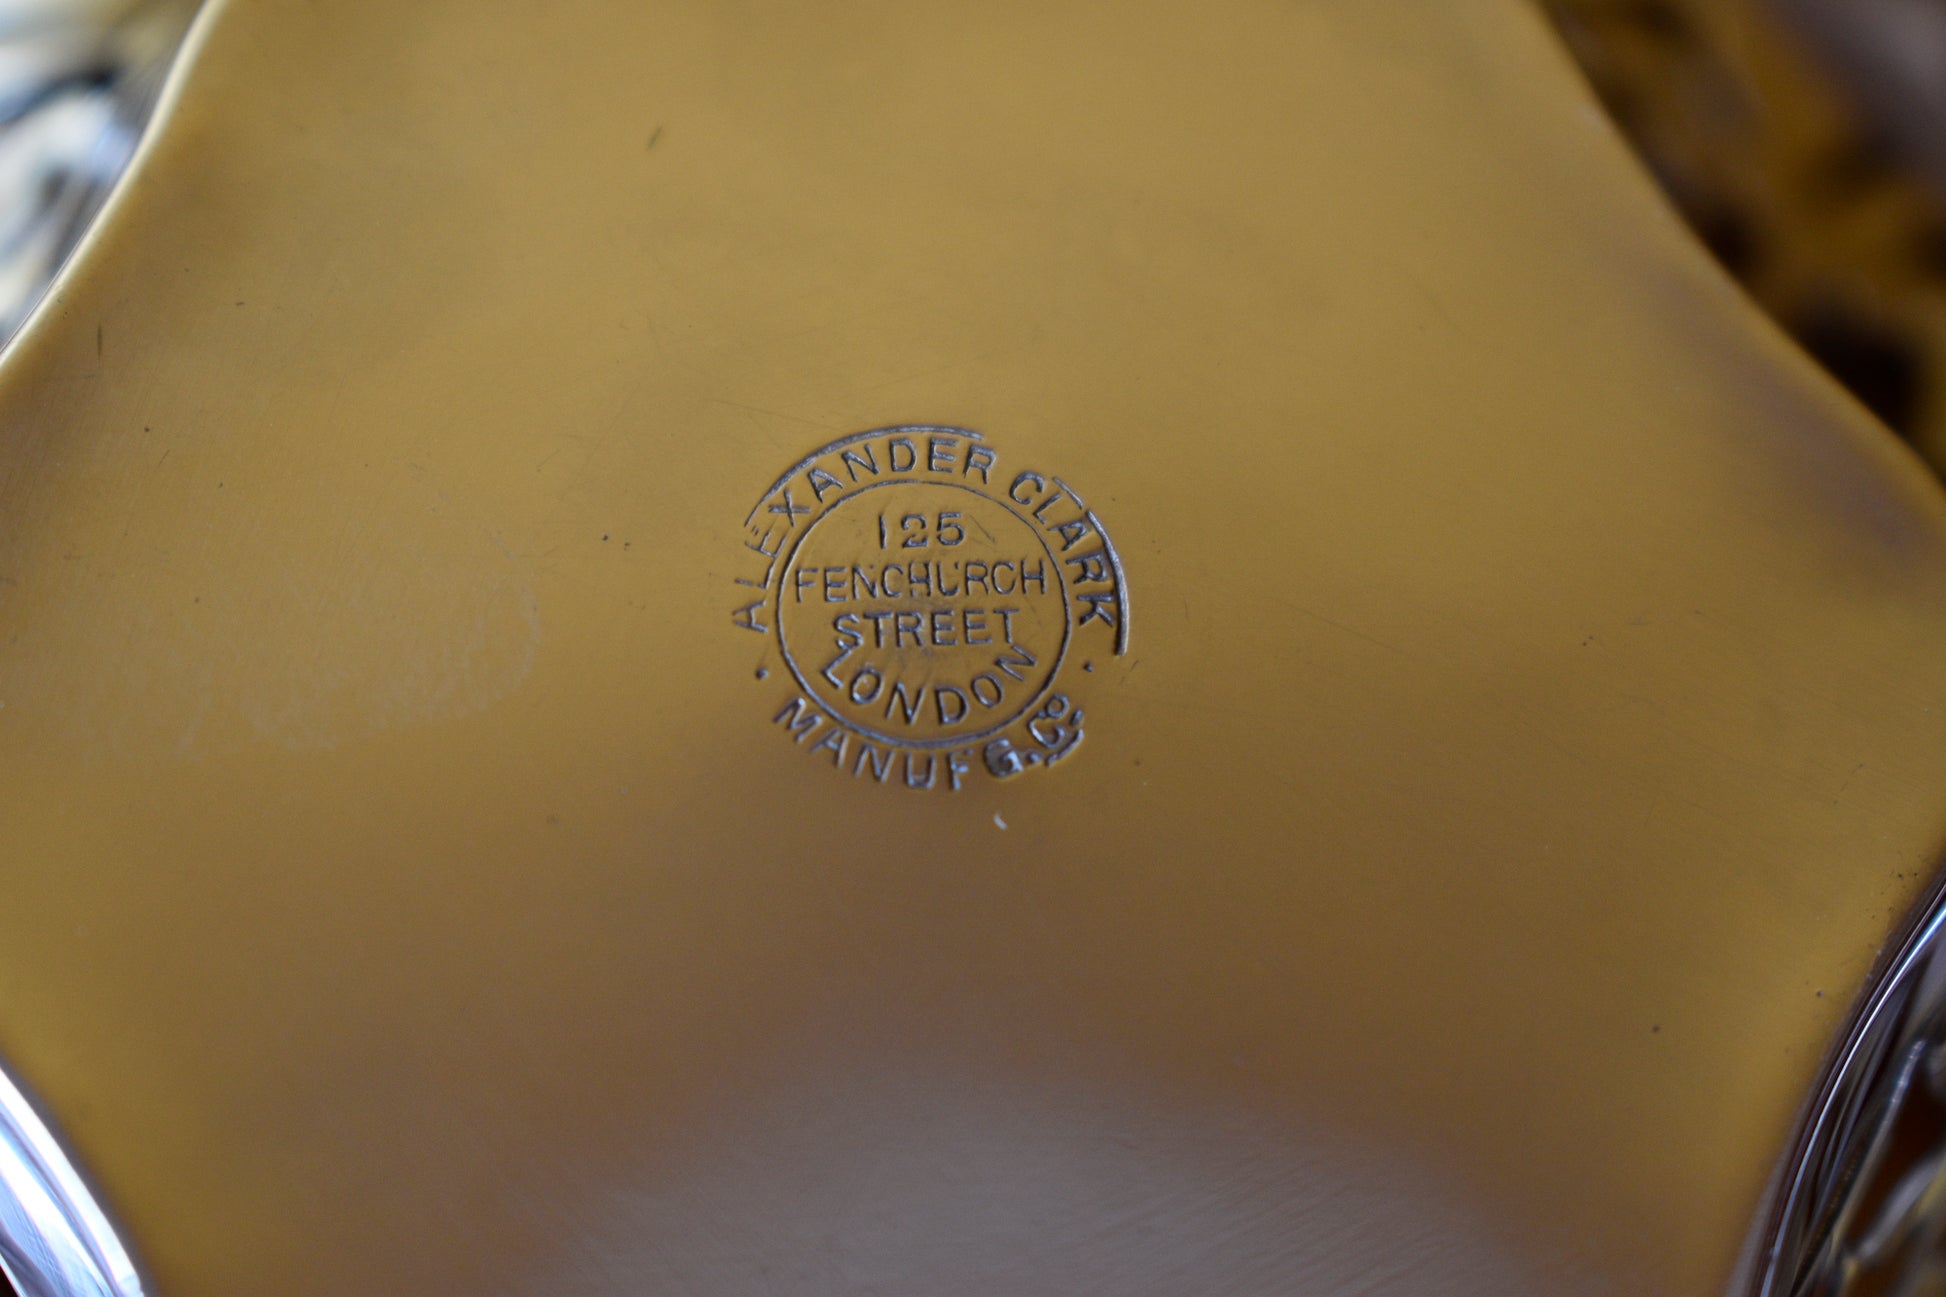 ALEXANDER CLARK
125
FENCHURCH
STREET
LONDON
MANUFG. Co.